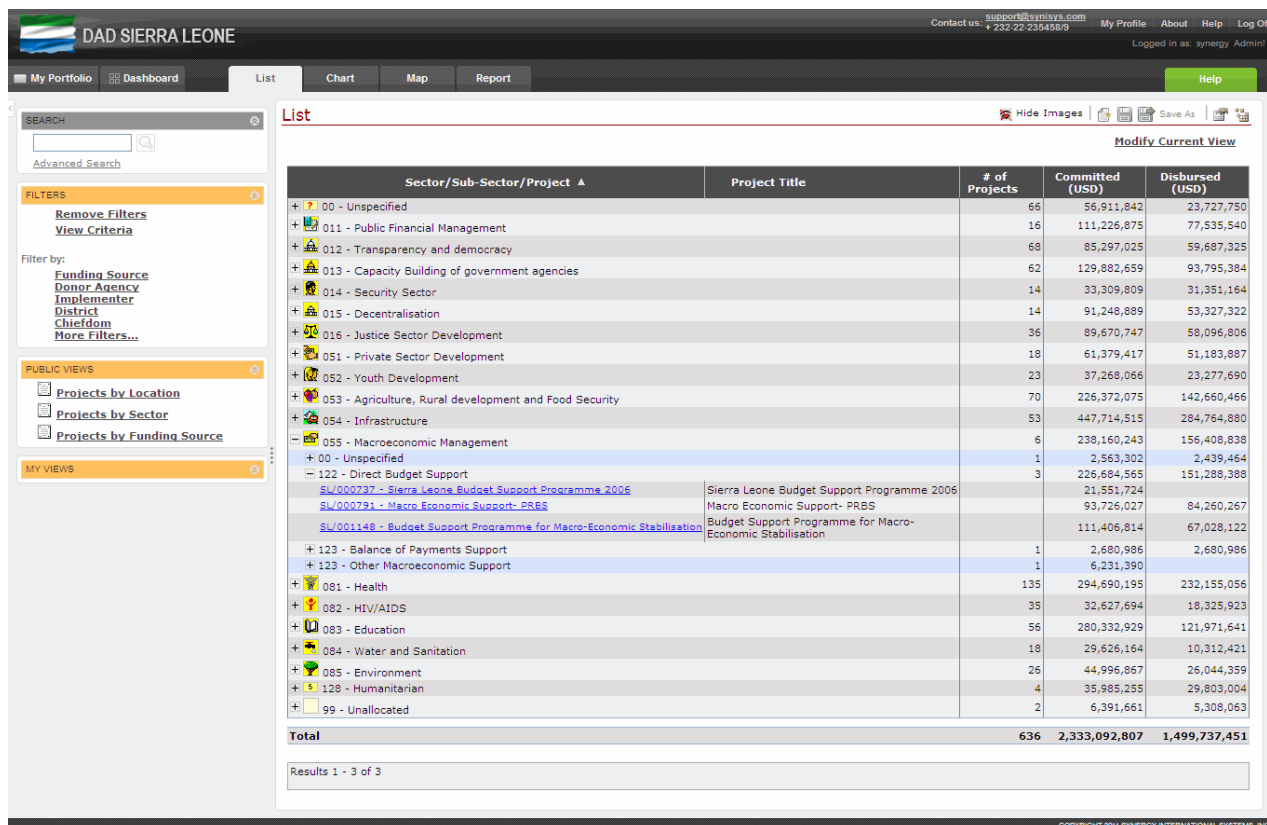 DAD SIERRA LEONE
Contact us: support@synisys.com
+ 232-22-235458/9
My Profile About Help Log Of
Logged in as: synergy Admin!
My Portfolio Dashboard List Chart Map Report Help
SEARCH
Advanced Search
FILTERS
Remove Filters
View Criteria
Filter by:
Funding Source
Donor Agency
Implementer
District
Chiefdom
More Filters...
PUBLIC VIEWS
Projects by Location
Projects by Sector
Projects by Funding Source
MY VIEWS
List
Hide Images Save As
Modify Current View
Sector/Sub-Sector/Project ▲ Project Title # of Projects Committed (USD) Disbursed (USD)
+ ? 00 - Unspecified 66 56,911,842 23,727,750
+ 011 - Public Financial Management 16 111,226,875 77,535,540
+ 012 - Transparency and democracy 68 85,297,025 59,687,325
+ 013 - Capacity Building of government agencies 62 129,882,659 93,795,384
+ 014 - Security Sector 14 33,309,809 31,351,164
+ 015 - Decentralisation 14 91,248,889 53,327,322
+ 016 - Justice Sector Development 36 89,670,747 58,096,806
+ 051 - Private Sector Development 18 61,379,417 51,183,887
+ 052 - Youth Development 23 37,268,066 23,277,690
+ 053 - Agriculture, Rural development and Food Security 70 226,372,075 142,660,466
+ 054 - Infrastructure 53 447,714,515 284,764,880
− 055 - Macroeconomic Management 6 238,160,243 156,408,838
+ 00 - Unspecified 1 2,563,302 2,439,464
− 122 - Direct Budget Support 3 226,684,565 151,288,388
SL/000737 - Sierra Leone Budget Support Programme 2006 Sierra Leone Budget Support Programme 2006 21,551,724
SL/000791 - Macro Economic Support- PRBS Macro Economic Support- PRBS 93,726,027 84,260,267
SL/001148 - Budget Support Programme for Macro-Economic Stabilisation Budget Support Programme for Macro-
Economic Stabilisation 111,406,814 67,028,122
+ 123 - Balance of Payments Support 1 2,680,986 2,680,986
+ 123 - Other Macroeconomic Support 1 6,231,390
+ 081 - Health 135 294,690,195 232,155,056
+ 082 - HIV/AIDS 35 32,627,694 18,325,923
+ 083 - Education 56 280,332,929 121,971,641
+ 084 - Water and Sanitation 18 29,626,164 10,312,421
+ 085 - Environment 26 44,996,867 26,044,359
+ 128 - Humanitarian 4 35,985,255 29,803,004
+ 99 - Unallocated 2 6,391,661 5,308,063
Total 636 2,333,092,807 1,499,737,451
Results 1 - 3 of 3